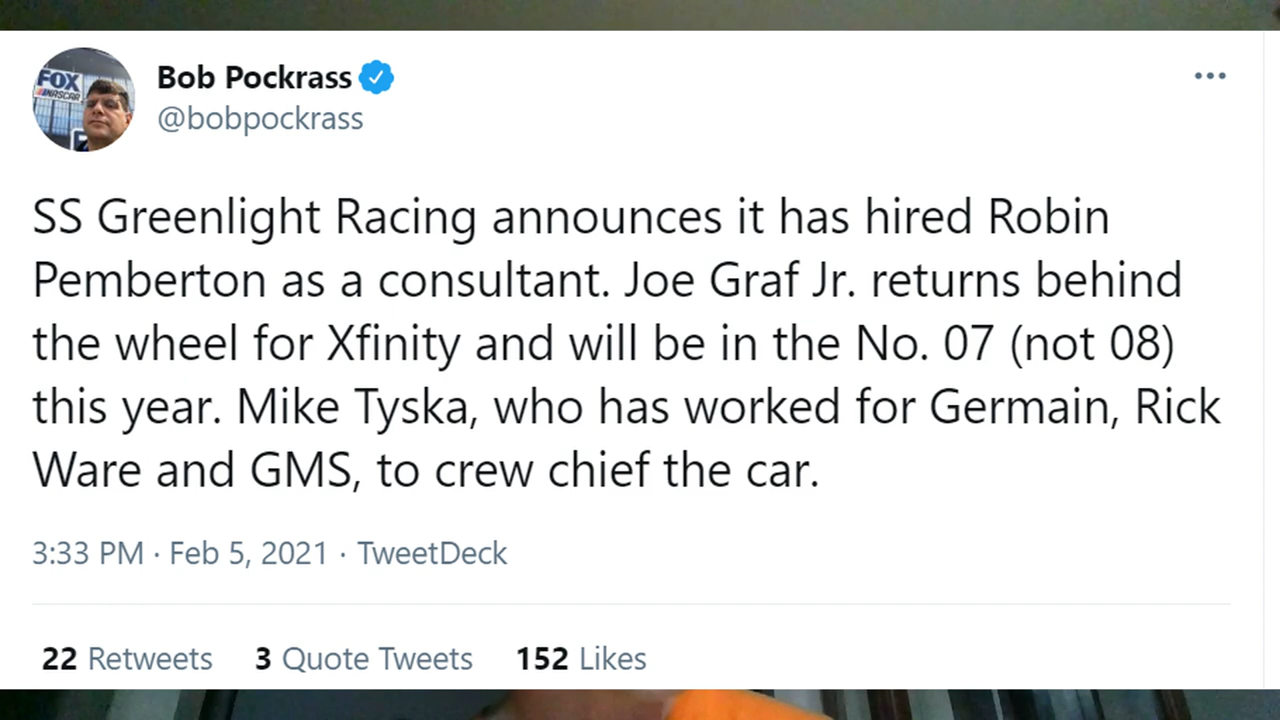 FOX
NASCAR
Bob Pockrass
@bobpockrass
SS Greenlight Racing announces it has hired Robin
Pemberton as a consultant. Joe Graf Jr. returns behind
the wheel for Xfinity and will be in the No. 07 (not 08)
this year. Mike Tyska, who has worked for Germain, Rick
Ware and GMS, to crew chief the car.
3:33 PM · Feb 5, 2021 · TweetDeck
22 Retweets 3 Quote Tweets 152 Likes